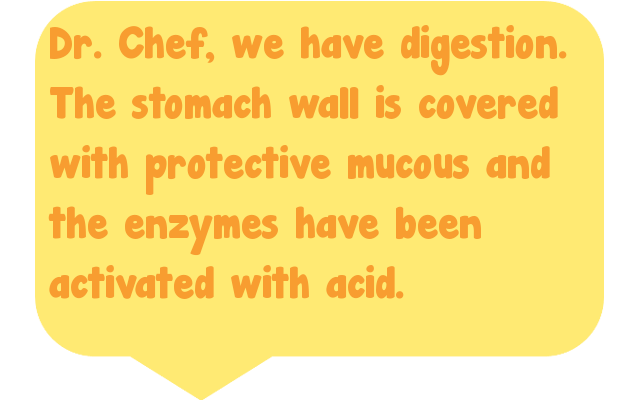 Dr. Chef, we have digestion.
The stomach wall is covered
with protective mucous and
the enzymes have been
activated with acid.